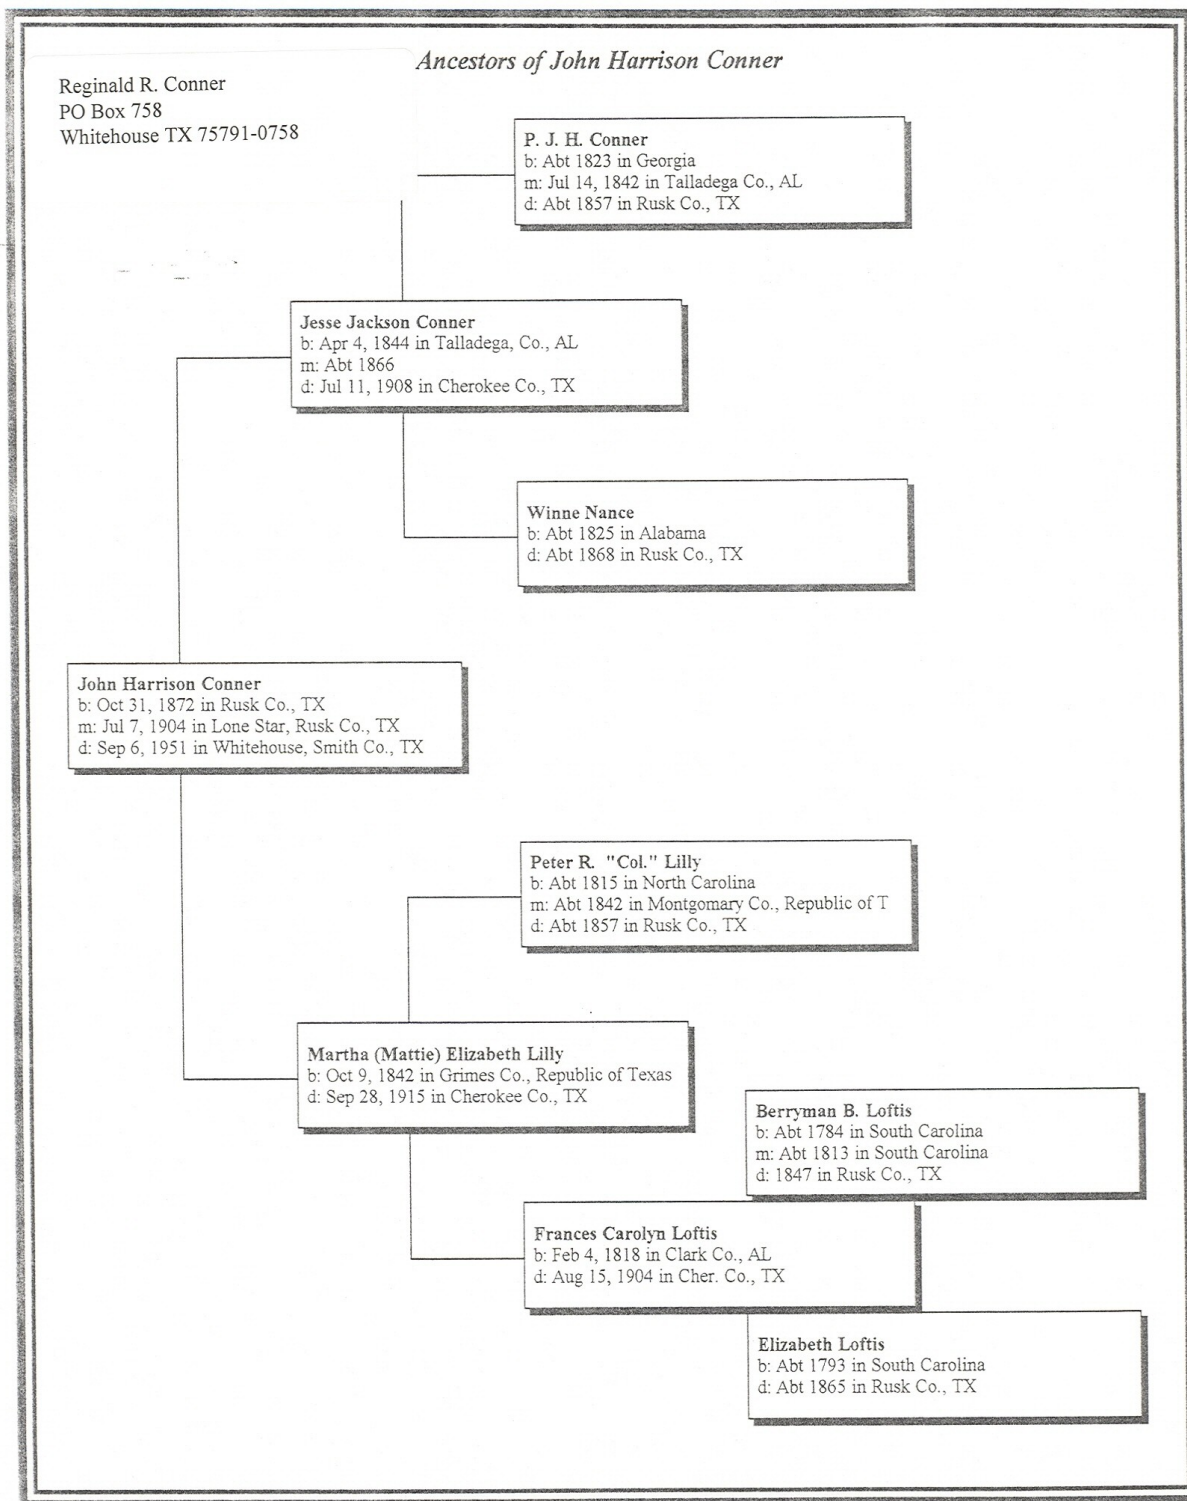 Ancestors of John Harrison Conner
Reginald R. Conner
PO Box 758
Whitehouse TX 75791-0758
P. J. H. Conner
b: Abt 1823 in Georgia
m: Jul 14, 1842 in Talladega Co., AL
d: Abt 1857 in Rusk Co., TX
Jesse Jackson Conner
b: Apr 4, 1844 in Talladega, Co., AL
m: Abt 1866
d: Jul 11, 1908 in Cherokee Co., TX
Winne Nance
b: Abt 1825 in Alabama
d: Abt 1868 in Rusk Co., TX
John Harrison Conner
b: Oct 31, 1872 in Rusk Co., TX
m: Jul 7, 1904 in Lone Star, Rusk Co., TX
d: Sep 6, 1951 in Whitehouse, Smith Co., TX
Peter R. "Col." Lilly
b: Abt 1815 in North Carolina
m: Abt 1842 in Montgomary Co., Republic of T
d: Abt 1857 in Rusk Co., TX
Martha (Mattie) Elizabeth Lilly
b: Oct 9, 1842 in Grimes Co., Republic of Texas
d: Sep 28, 1915 in Cherokee Co., TX
Berryman B. Loftis
b: Abt 1784 in South Carolina
m: Abt 1813 in South Carolina
d: 1847 in Rusk Co., TX
Frances Carolyn Loftis
b: Feb 4, 1818 in Clark Co., AL
d: Aug 15, 1904 in Cher. Co., TX
Elizabeth Loftis
b: Abt 1793 in South Carolina
d: Abt 1865 in Rusk Co., TX